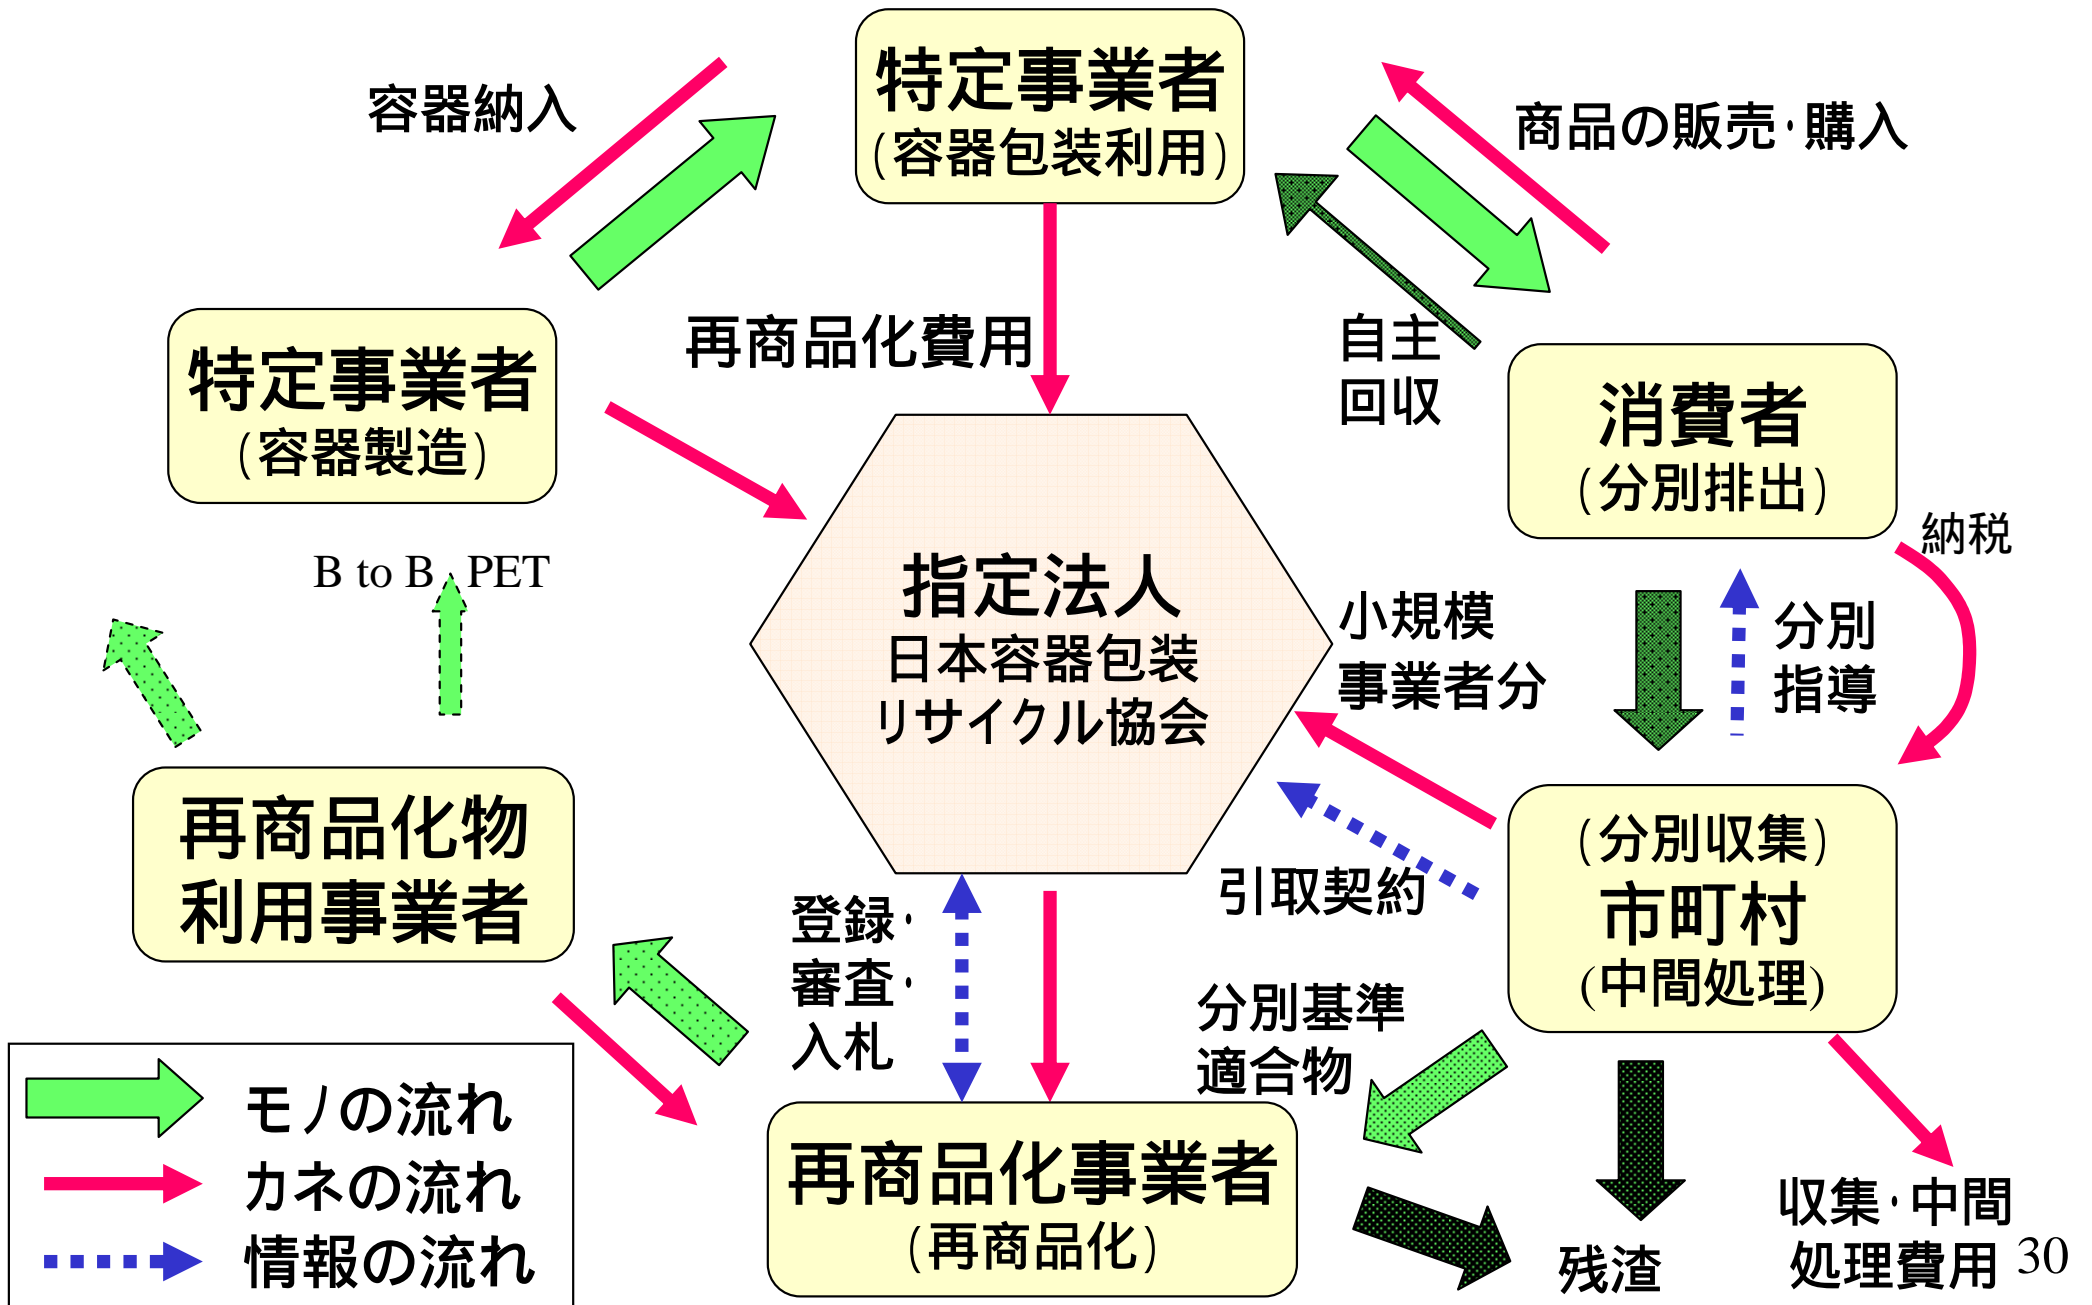 特定事業者
(容器包装利用)
容器納入
商品の販売・購入
再商品化費用
自主
回収
特定事業者
(容器製造)
消費者
(分別排出)
納税
B to B PET
指定法人
日本容器包装
リサイクル協会
小規模
事業者分
分別
指導
再商品化物
利用事業者
(分別収集)
市町村
(中間処理)
引取契約
登録・
審査・
入札
分別基準
適合物
再商品化事業者
(再商品化)
残渣
収集・中間
処理費用
30
モノの流れ
カネの流れ
情報の流れ